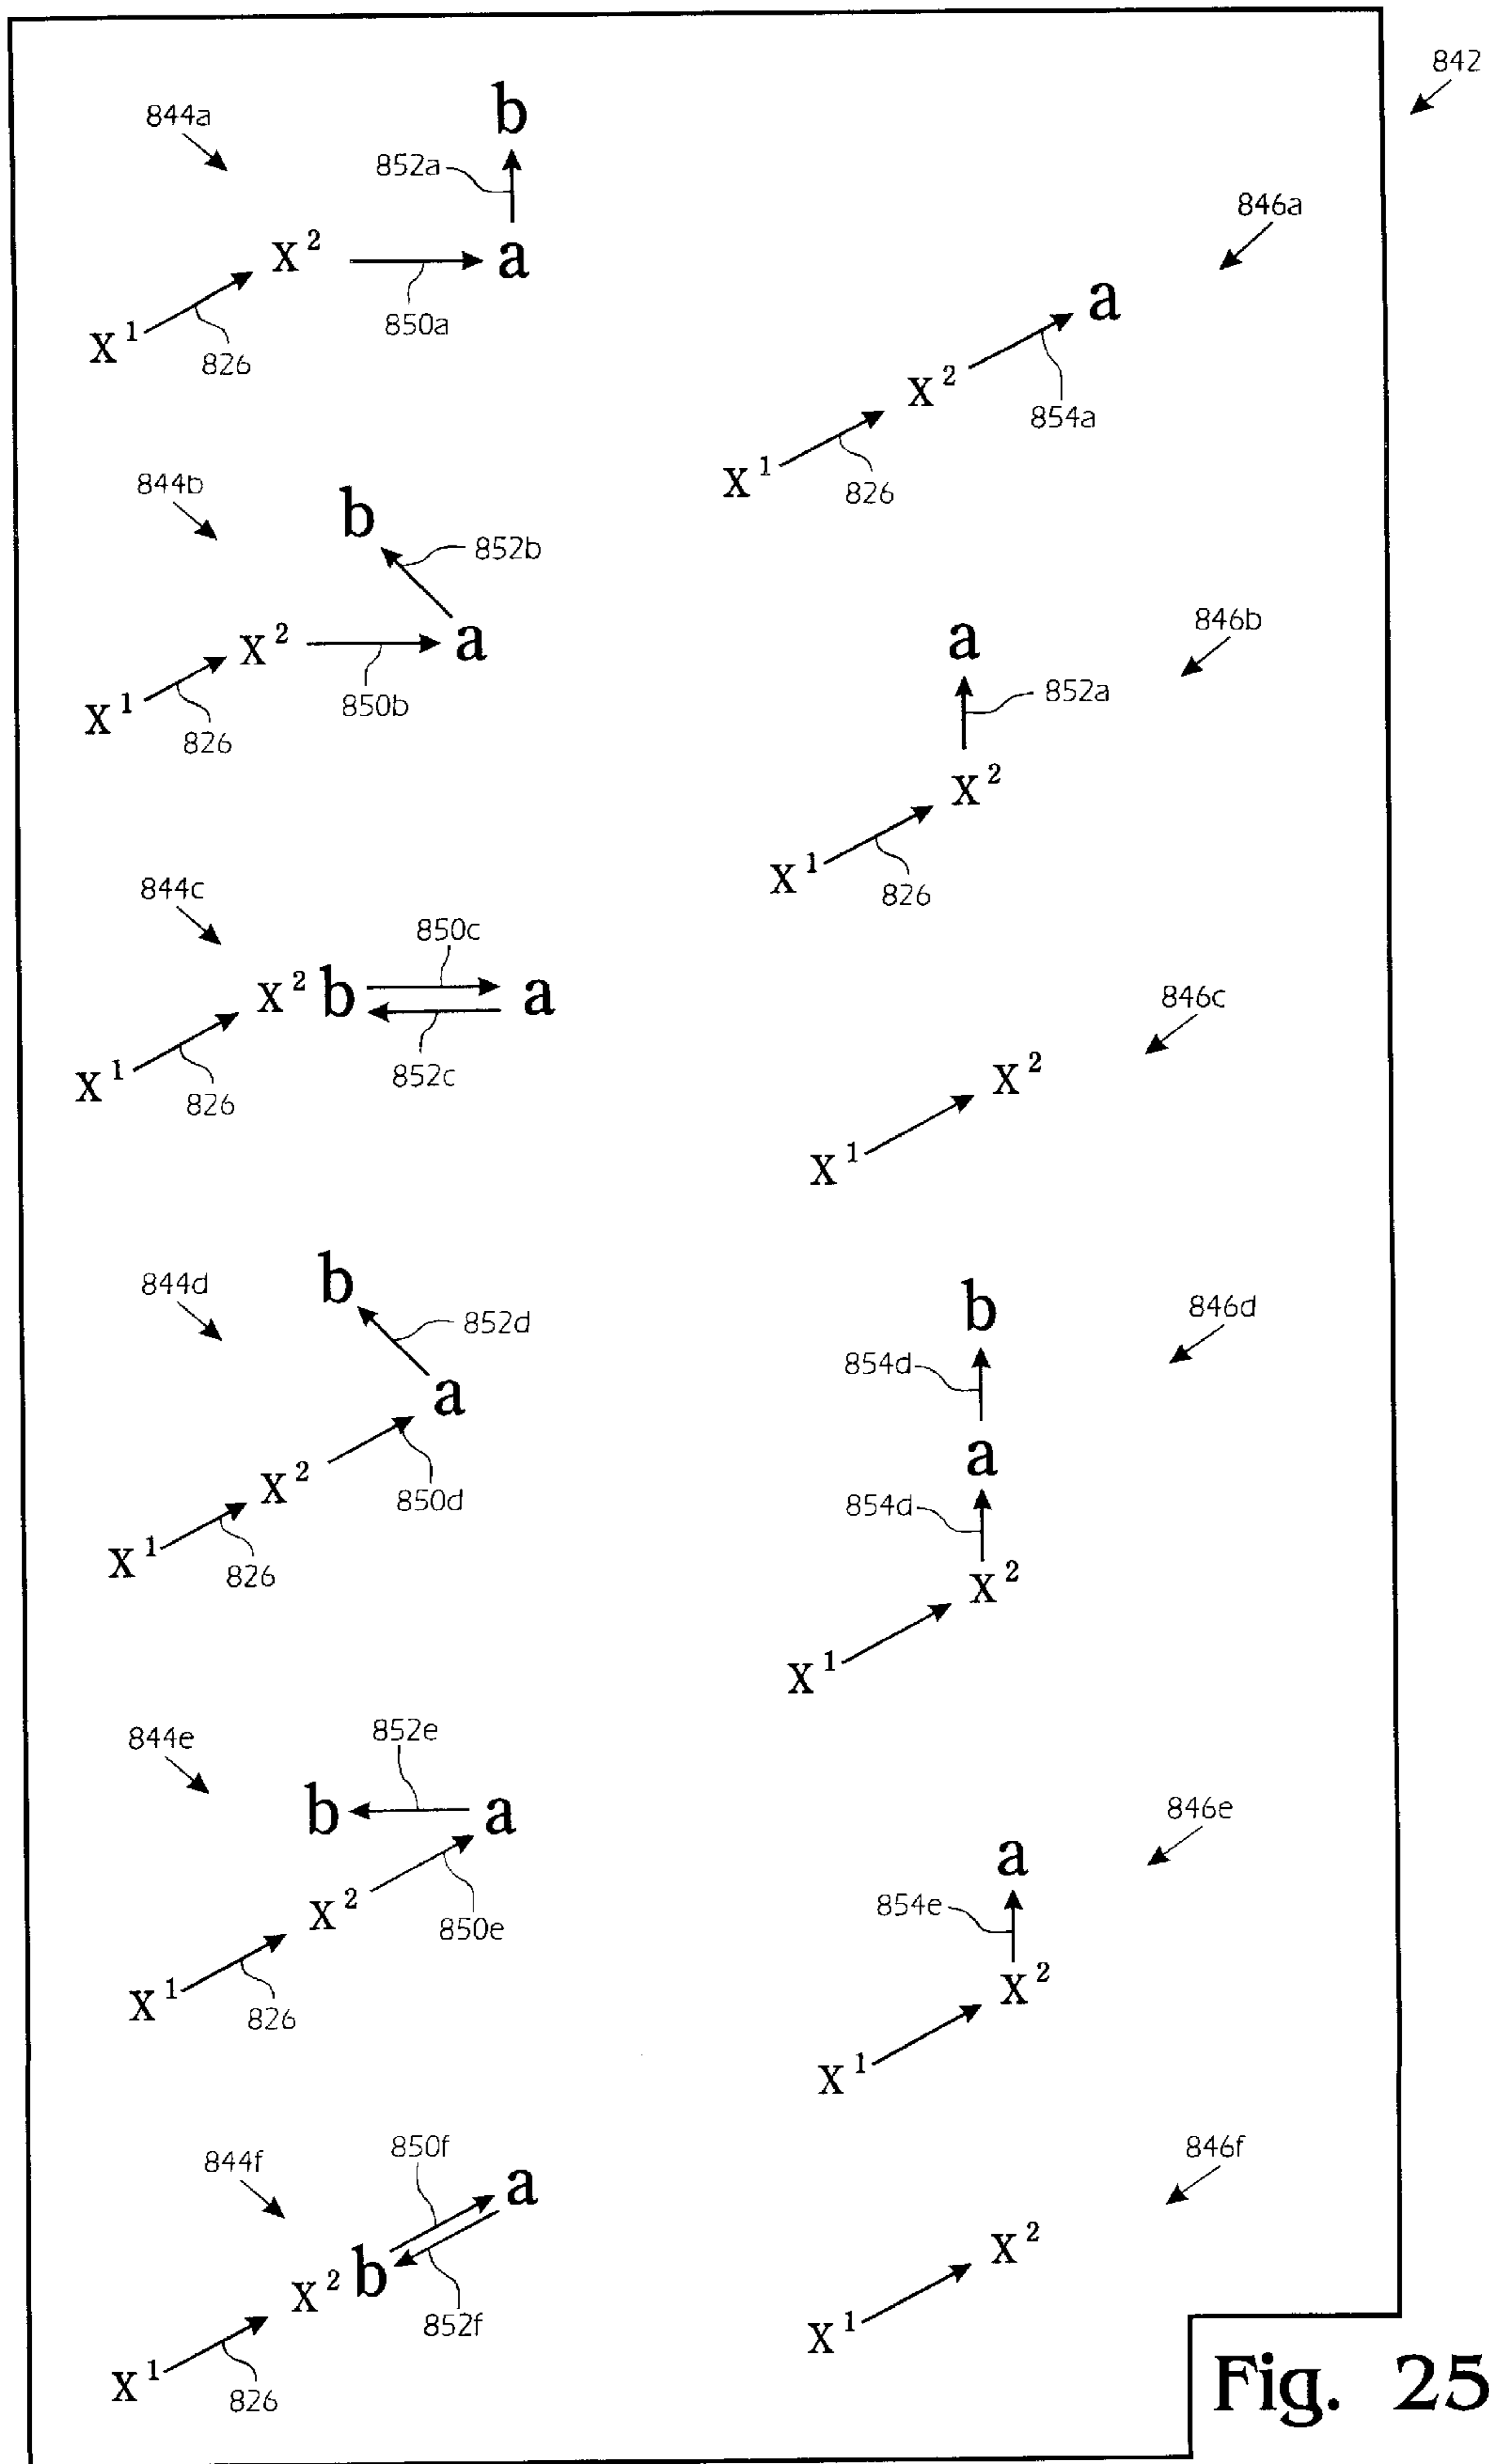 842
844a
b
852a
846a
x²
a
850a
a
x¹
826
x²
854a
x¹
826
844b
b
852b
846b
a
852a
x²
a
850b
x¹
826
x²
x¹
826
844c
850c
x² b
a
852c
x¹
826
846c
x²
x¹
844d
b
852d
a
x²
850d
x¹
826
846d
b
854d
a
854d
x²
x¹
844e
852e
b
a
x²
850e
x¹
826
846e
a
854e
x²
x¹
844f
850f
a
x² b
852f
x¹
826
846f
x²
x¹
Fig. 25